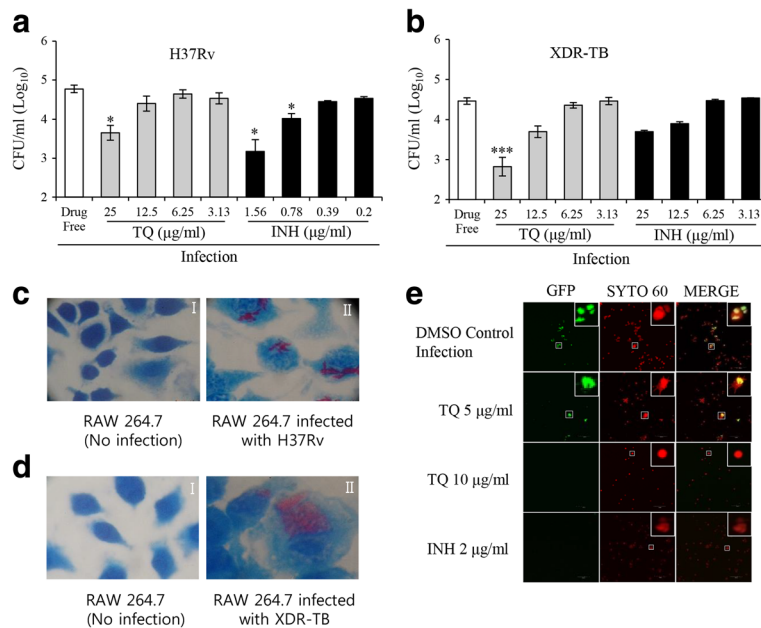 a
H37Rv
CFU/ml (Log10)
6
5
4
3
2
* * *
Drug Free 25 12.5 6.25 3.13 1.56 0.78 0.39 0.2
TQ (μg/ml) INH (μg/ml)
Infection
b
XDR-TB
CFU/ml (Log10)
6
5
4
3
2
***
Drug Free 25 12.5 6.25 3.13 25 12.5 6.25 3.13
TQ (μg/ml) INH (μg/ml)
Infection
c
I II
RAW 264.7
(No infection)
RAW 264.7 infected
with H37Rv
d
I II
RAW 264.7
(No infection)
RAW 264.7 infected
with XDR-TB
e
GFP SYTO 60 MERGE
DMSO Control
Infection
TQ 5 μg/ml
TQ 10 μg/ml
INH 2 μg/ml